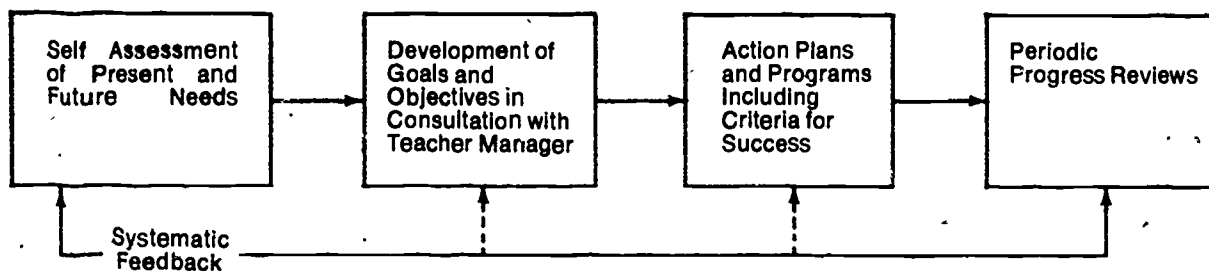 Self Assessment
of Present and
Future Needs
Development of
Goals and
Objectives in
Consultation with
Teacher Manager
Action Plans
and Programs
Including
Criteria for
Success
Periodic
Progress Reviews
Systematic
Feedback